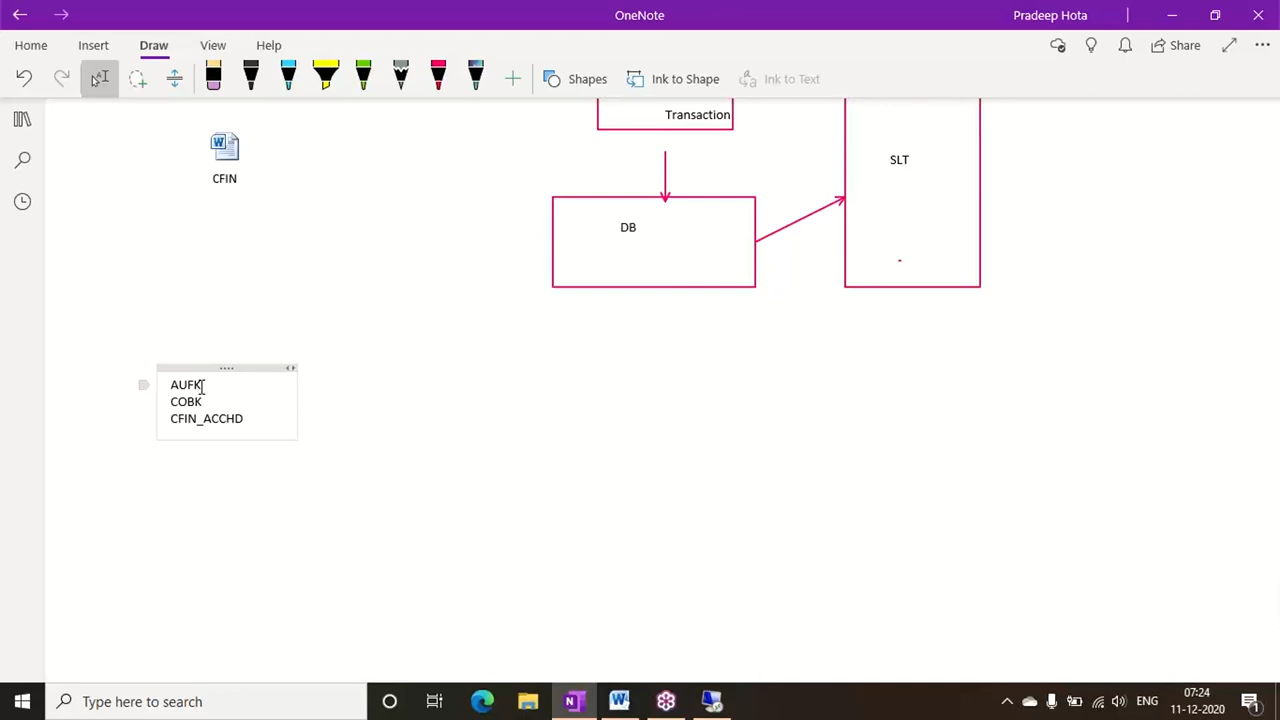 OneNote
Pradeep Hota
Home
Insert
Draw
View
Help
Share
Shapes
Ink to Shape
Ink to Text
Transaction
SLT
CFIN
DB
AUFK
COBK
CFIN_ACCHD
Type here to search
ENG
07:24
11-12-2020
1